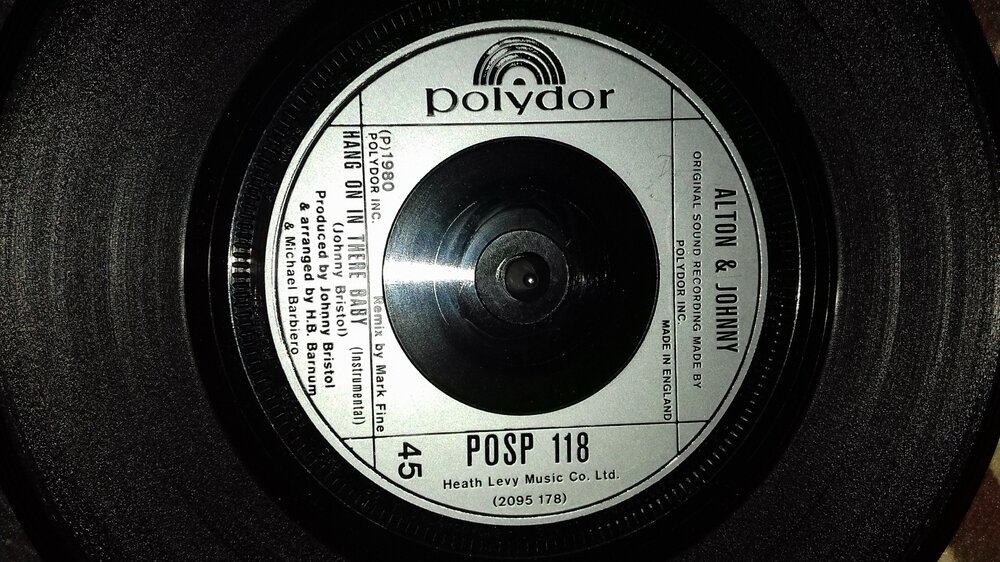 polydor
ALTON & JOHNNY
ORIGINAL SOUND RECORDING MADE BY
POLYDOR INC.
MADE IN ENGLAND
(P)1980
POLYDOR INC.
Remix by Mark Fine
HANG ON IN THERE BABY (Instrumental)
(Johnny Bristol)
Produced by Johnny Bristol
& arranged by H.B. Barnum
& Michael Barbiero
45
POSP 118
Heath Levy Music Co. Ltd.
(2095 178)